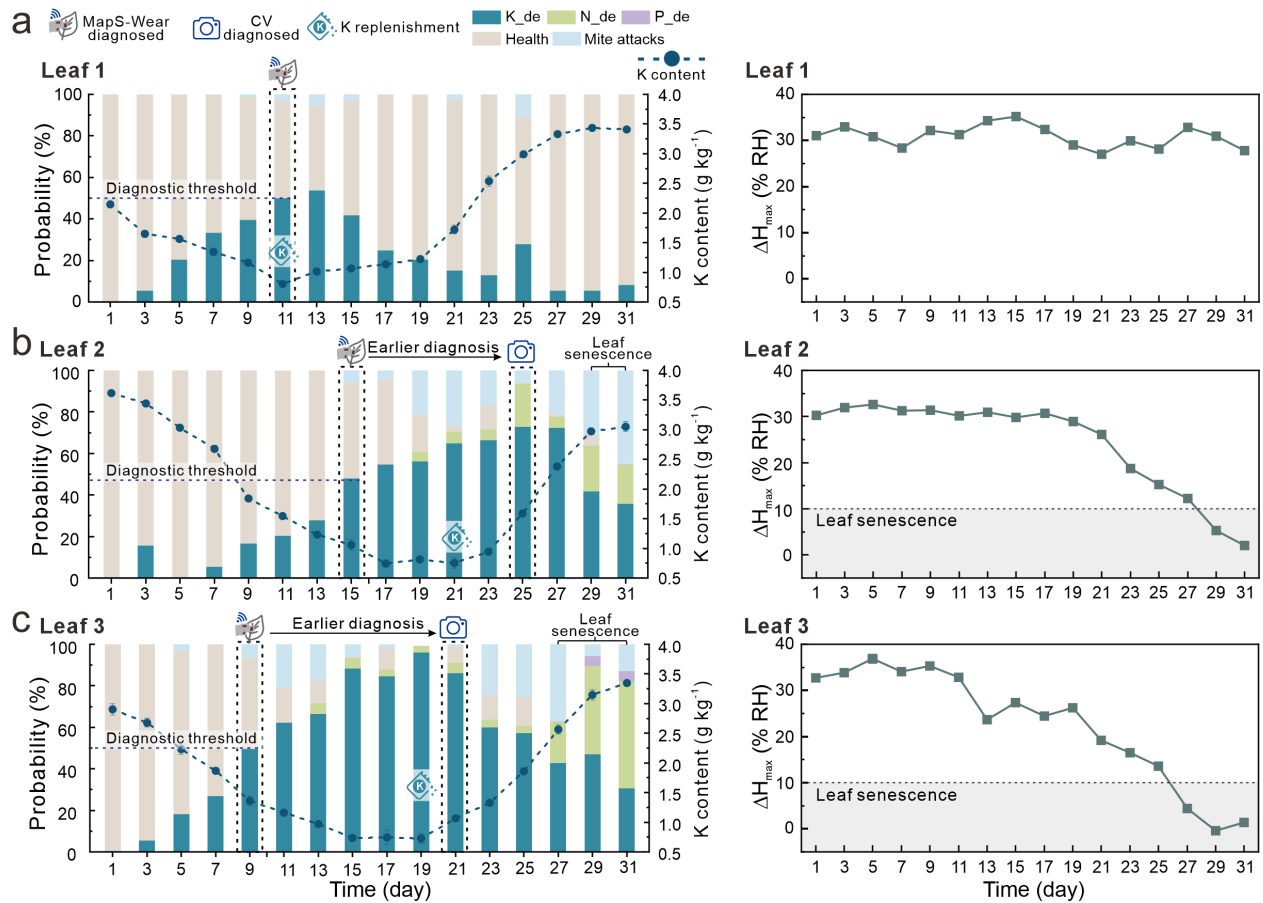 a
MapS-Wear
diagnosed
CV
diagnosed
K
K replenishment
K_de
N_de
P_de
Health
Mite attacks
K content
Leaf 1
Probability (%)
100
80
60
40
20
0
Diagnostic threshold
K
4.0
3.5
3.0
2.5
2.0
1.5
1.0
0.5
K content (g kg-1)
1 3 5 7 9 11 13 15 17 19 21 23 25 27 29 31
Leaf 1
ΔHmax (% RH)
40
30
20
10
0
1 3 5 7 9 11 13 15 17 19 21 23 25 27 29 31
b
Leaf 2
Earlier diagnosis
Leaf
senescence
Probability (%)
100
80
60
40
20
0
Diagnostic threshold
K
4.0
3.5
3.0
2.5
2.0
1.5
1.0
0.5
K content (g kg-1)
1 3 5 7 9 11 13 15 17 19 21 23 25 27 29 31
Leaf 2
ΔHmax (% RH)
40
30
20
10
0
Leaf senescence
1 3 5 7 9 11 13 15 17 19 21 23 25 27 29 31
c
Leaf 3
Earlier diagnosis
Leaf
senescence
Probability (%)
100
80
60
40
20
0
Diagnostic threshold
K
4.0
3.5
3.0
2.5
2.0
1.5
1.0
0.5
K content (g kg-1)
1 3 5 7 9 11 13 15 17 19 21 23 25 27 29 31
Time (day)
Leaf 3
ΔHmax (% RH)
40
30
20
10
0
Leaf senescence
1 3 5 7 9 11 13 15 17 19 21 23 25 27 29 31
Time (day)